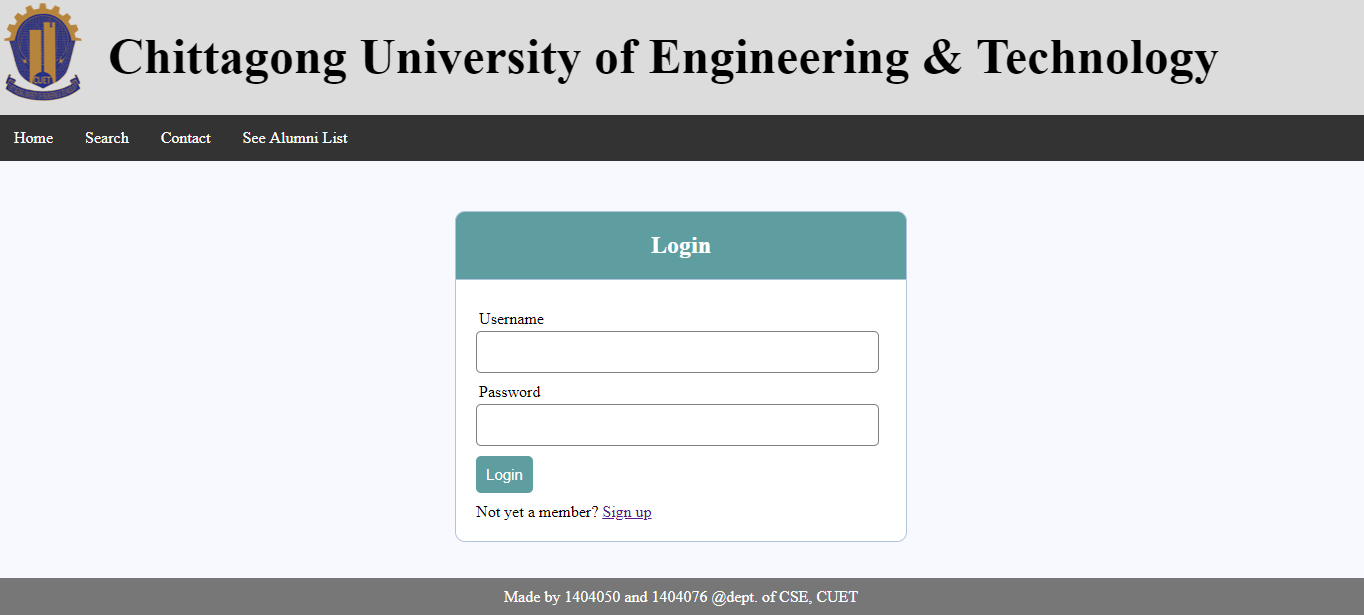 CUET
Chittagong University of Engineering & Technology
Home Search Contact See Alumni List
Login
Username
Password
Login
Not yet a member? Sign up
Made by 1404050 and 1404076 @dept. of CSE, CUET